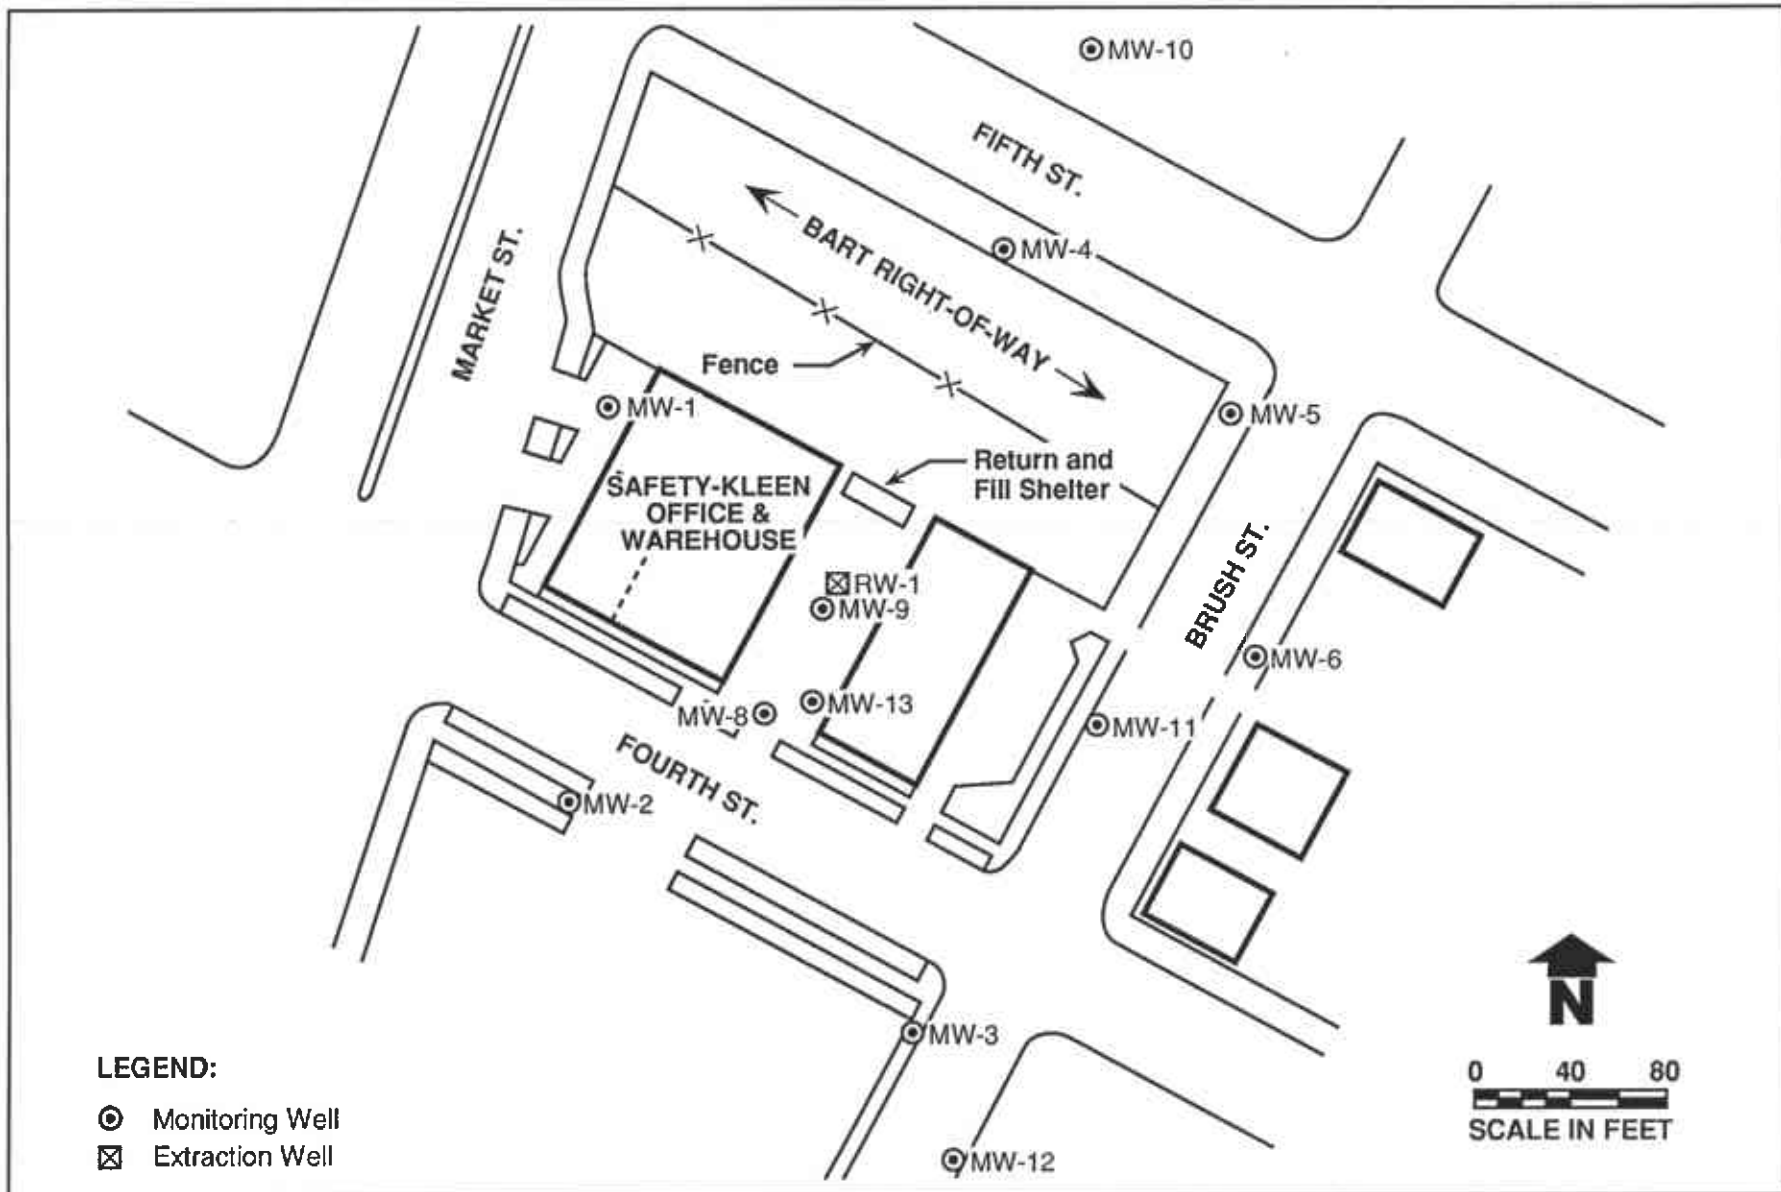 MW-10
FIFTH ST.
MARKET ST.
BART RIGHT-OF-WAY
MW-4
Fence
MW-1
MW-5
Return and
Fill Shelter
SAFETY-KLEEN
OFFICE &
WAREHOUSE
RW-1
MW-9
BRUSH ST.
MW-6
MW-8
MW-13
MW-11
FOURTH ST.
MW-2
MW-3
MW-12
N
0 40 80
SCALE IN FEET
LEGEND:
Monitoring Well
Extraction Well